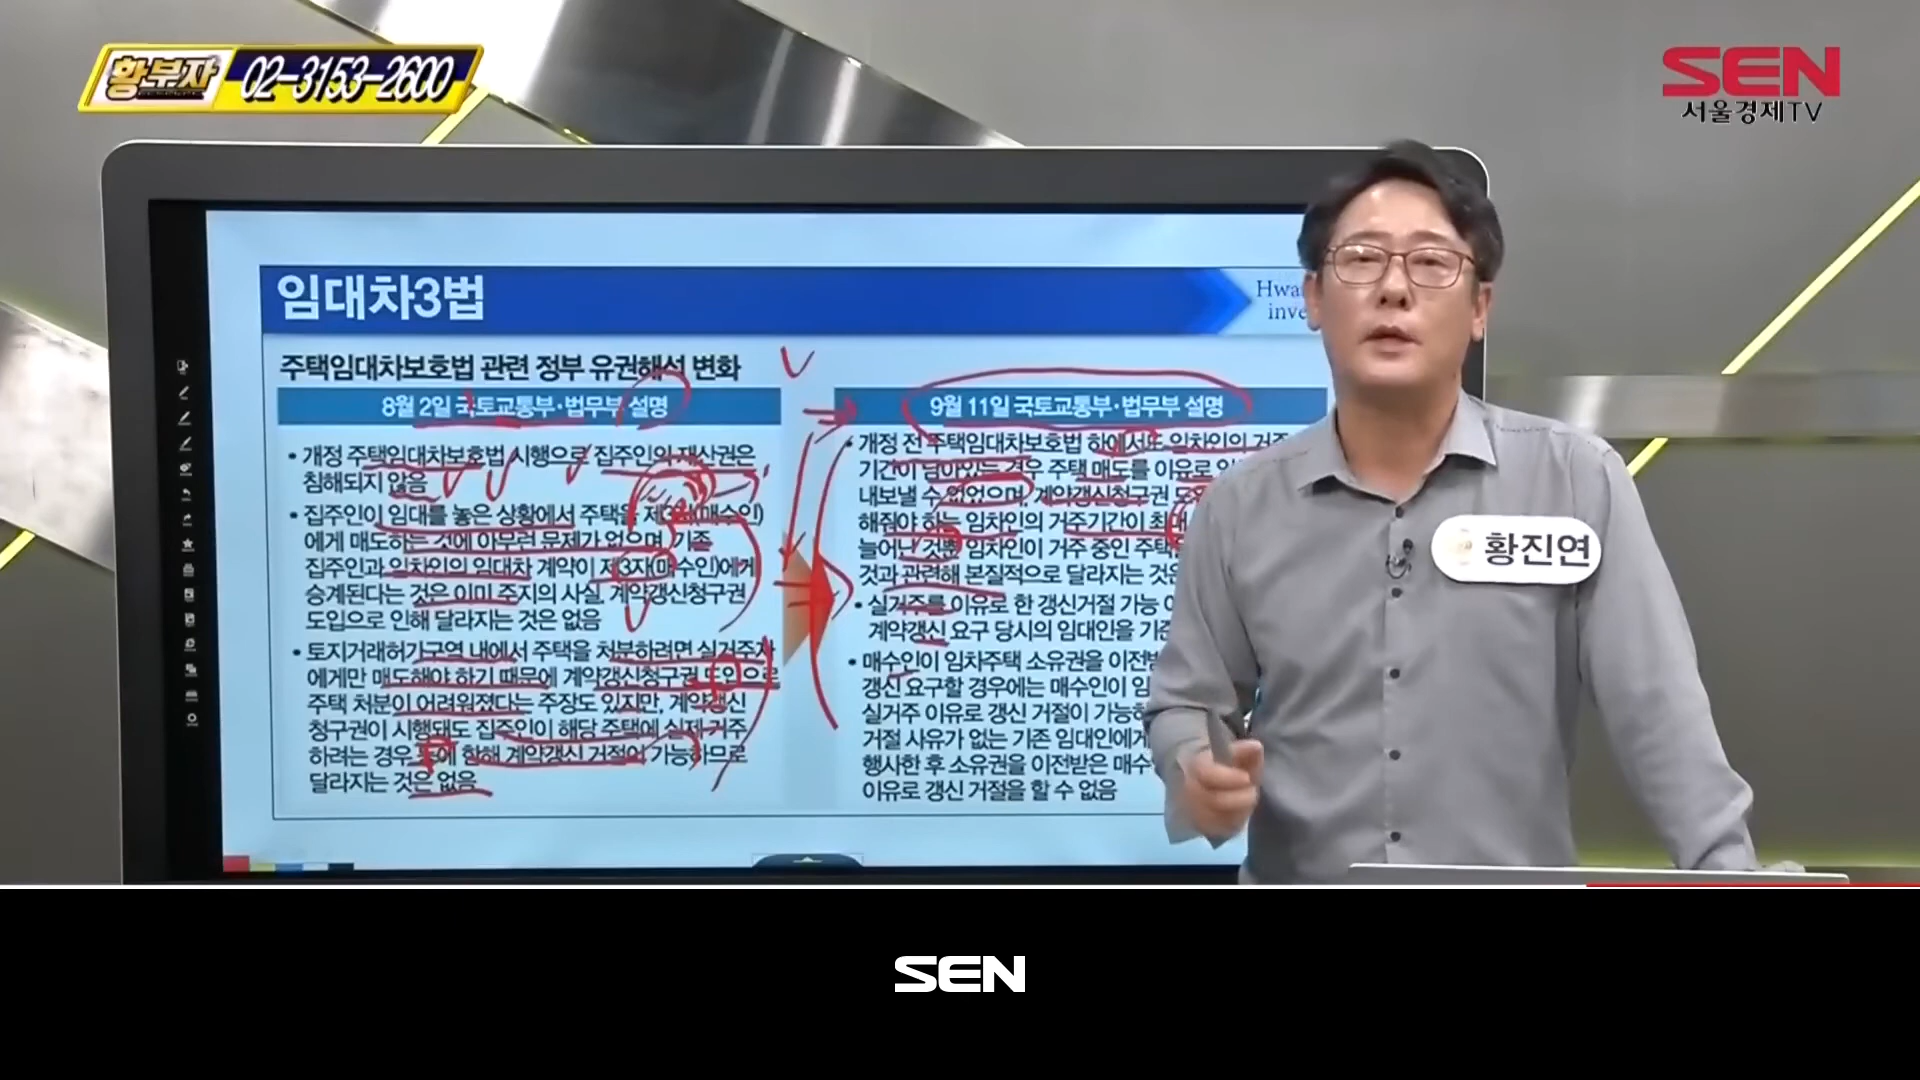 황부자 02-3153-2600
SEN
서울경제TV
임대차3법
Hwa
inve
주택임대차보호법 관련 정부 유권해석 변화
8월 2일 국토교통부·법무부 설명
• 개정 주택임대차보호법 시행으로 집주인의 재산권은
침해되지 않음
• 집주인이 임대를 놓은 상황에서 주택을 제3자(매수인)
에게 매도하는 것에 아무런 문제가 없으며, 기존
집주인과 임차인의 임대차 계약이 제3자(매수인)에게
승계된다는 것은 이미 주지의 사실. 계약갱신청구권
도입으로 인해 달라지는 것은 없음
• 토지거래허가구역 내에서 주택을 처분하려면 실거주자
에게만 매도해야 하기 때문에 계약갱신청구권 도입으로
주택 처분이 어려워졌다는 주장도 있지만, 계약갱신
청구권이 시행돼도 집주인이 해당 주택에 실제 거주
하려는 경우 등에 한해 계약갱신 거절이 가능하므로
달라지는 것은 없음
9월 11일 국토교통부·법무부 설명
• 개정 전 주택임대차보호법 하에서도 임차인의 거주
기간이 남아있는 경우 주택 매도를 이유로
내보낼 수 없었으며, 계약갱신청구권
해줘야 하는 임차인의 거주기간이 최대
늘어난 것뿐 임차인이 거주 중인 주택
것과 관련해 본질적으로 달라지는 것은
• 실거주를 이유로 한 갱신거절 가능
계약갱신 요구 당시의 임대인을
• 매수인이 임차주택 소유권을
갱신 요구할 경우에는 매수인이
실거주 이유로 갱신 거절이
거절 사유가 없는 기존 임대인에게
행사한 후 소유권을 이전받은
이유로 갱신 거절을 할 수 없음
황진연
SEN